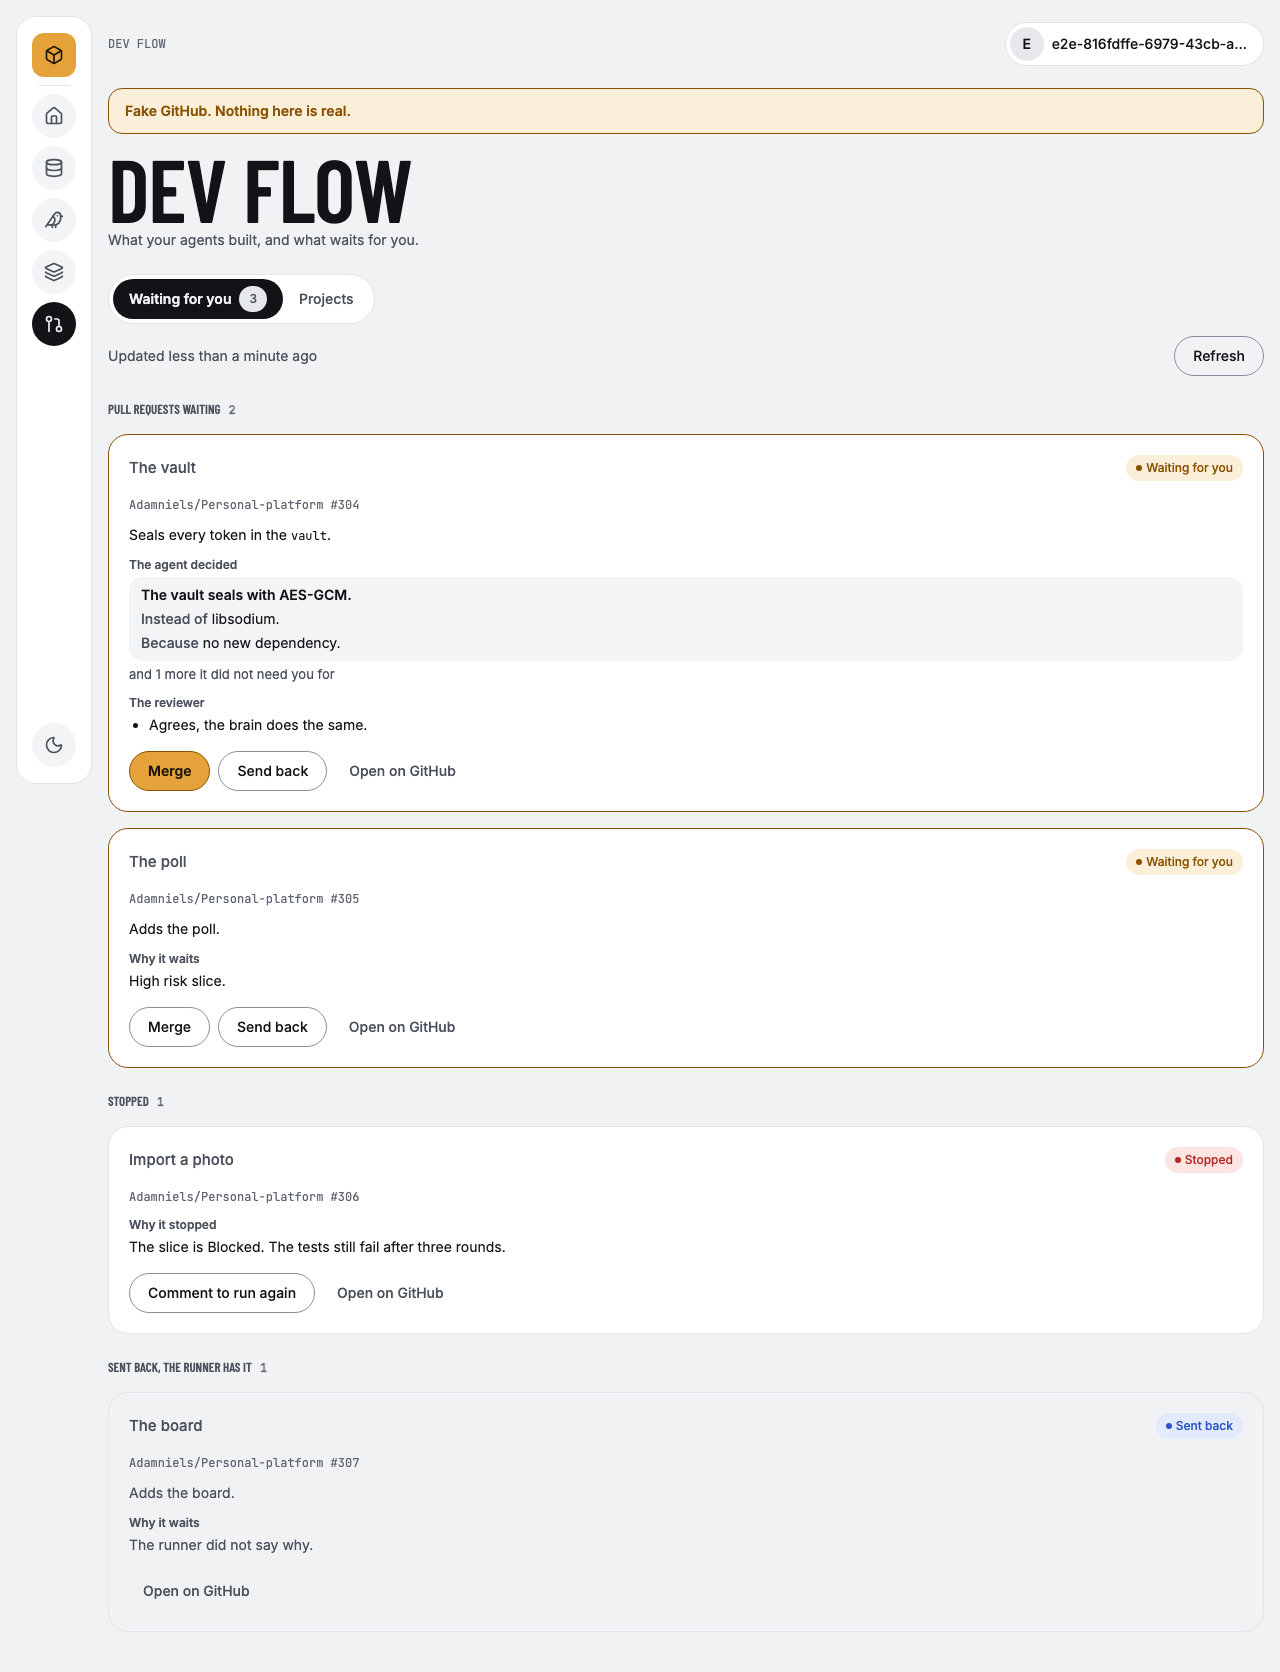 DEV FLOW
E
e2e-816fdffe-6979-43cb-a...
Fake GitHub. Nothing here is real.
DEV FLOW
What your agents built, and what waits for you.
Waiting for you 3
Projects
Updated less than a minute ago
Refresh
PULL REQUESTS WAITING 2
The vault
Waiting for you
Adamniels/Personal-platform #304
Seals every token in the vault.
The agent decided
The vault seals with AES-GCM.
Instead of libsodium.
Because no new dependency.
and 1 more it did not need you for
The reviewer
• Agrees, the brain does the same.
Merge
Send back
Open on GitHub
The poll
Waiting for you
Adamniels/Personal-platform #305
Adds the poll.
Why it waits
High risk slice.
Merge
Send back
Open on GitHub
STOPPED 1
Import a photo
Stopped
Adamniels/Personal-platform #306
Why it stopped
The slice is Blocked. The tests still fail after three rounds.
Comment to run again
Open on GitHub
SENT BACK, THE RUNNER HAS IT 1
The board
Sent back
Adamniels/Personal-platform #307
Adds the board.
Why it waits
The runner did not say why.
Open on GitHub